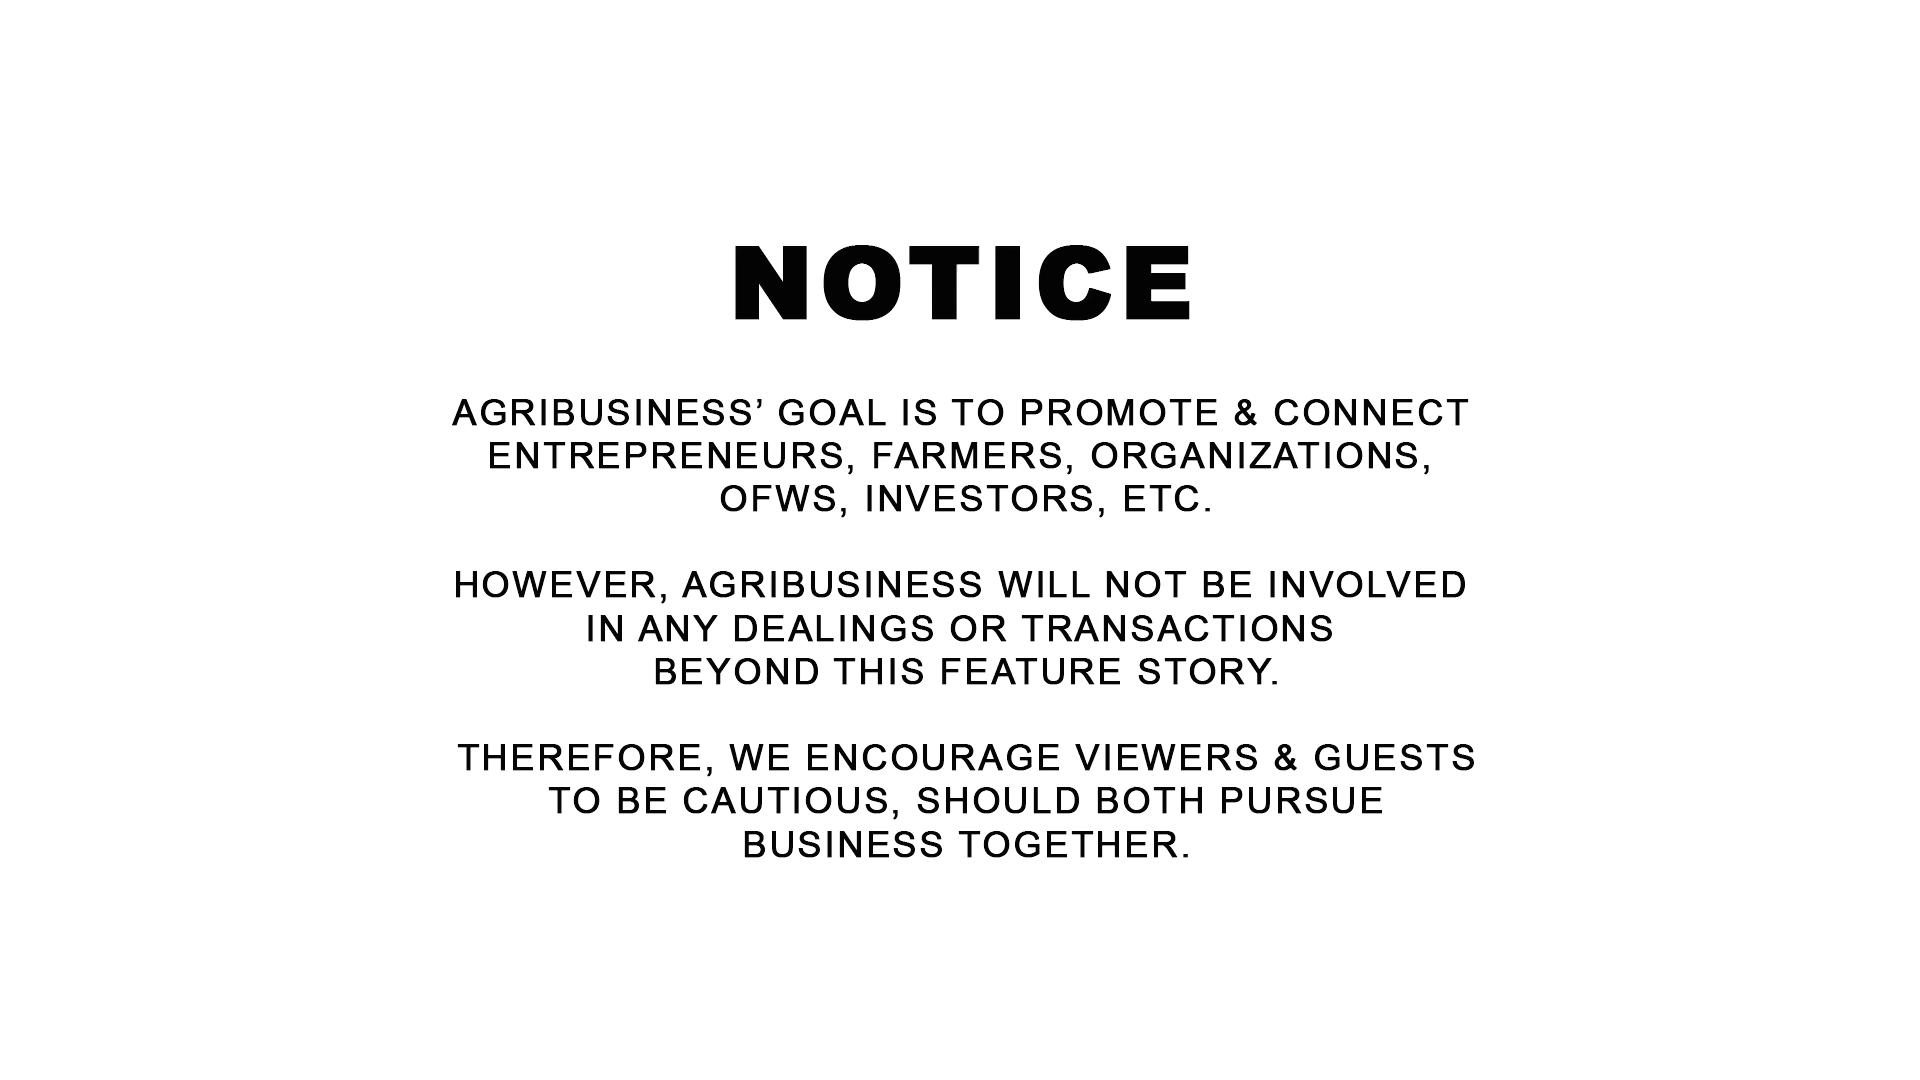 NOTICE
AGRIBUSINESS’ GOAL IS TO PROMOTE & CONNECT
ENTREPRENEURS, FARMERS, ORGANIZATIONS,
OFWS, INVESTORS, ETC.
HOWEVER, AGRIBUSINESS WILL NOT BE INVOLVED
IN ANY DEALINGS OR TRANSACTIONS
BEYOND THIS FEATURE STORY.
THEREFORE, WE ENCOURAGE VIEWERS & GUESTS
TO BE CAUTIOUS, SHOULD BOTH PURSUE
BUSINESS TOGETHER.